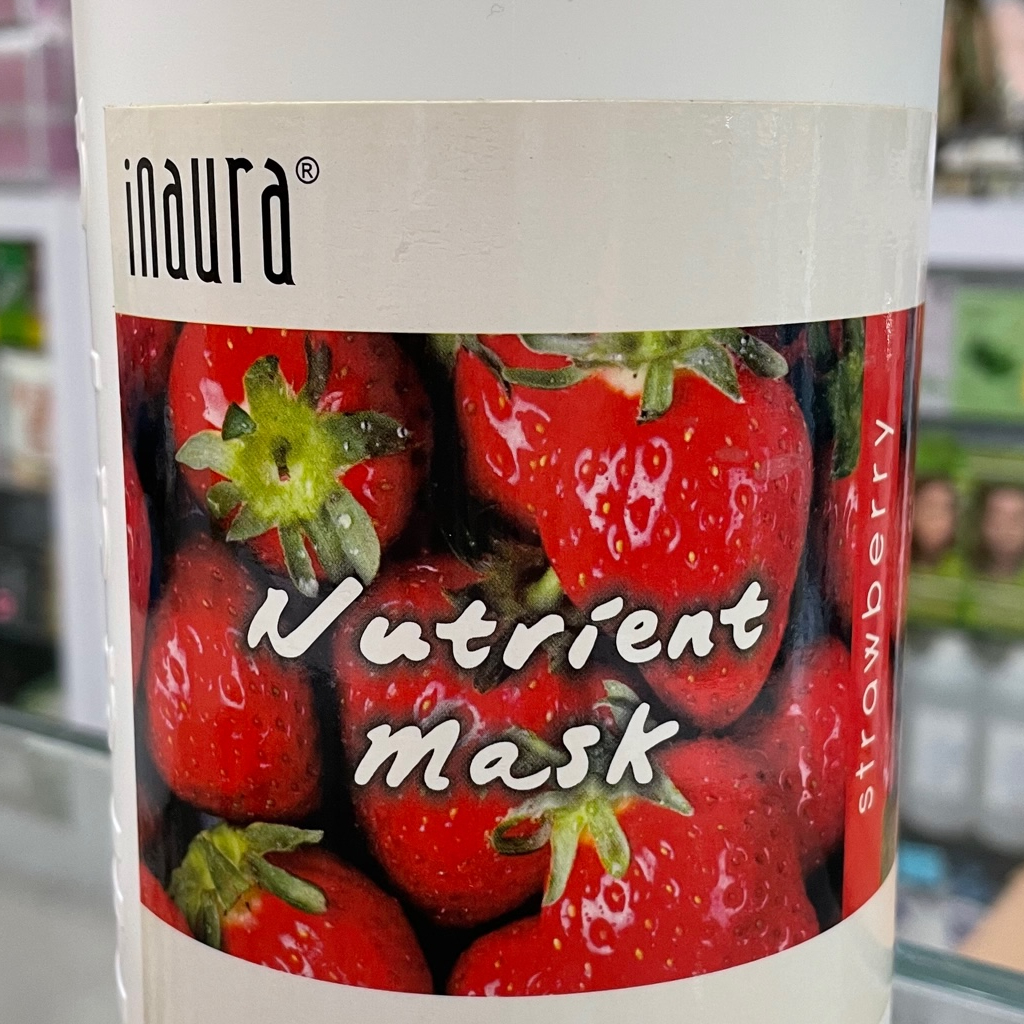 inaura®
Nutrient
Mask
strawberry